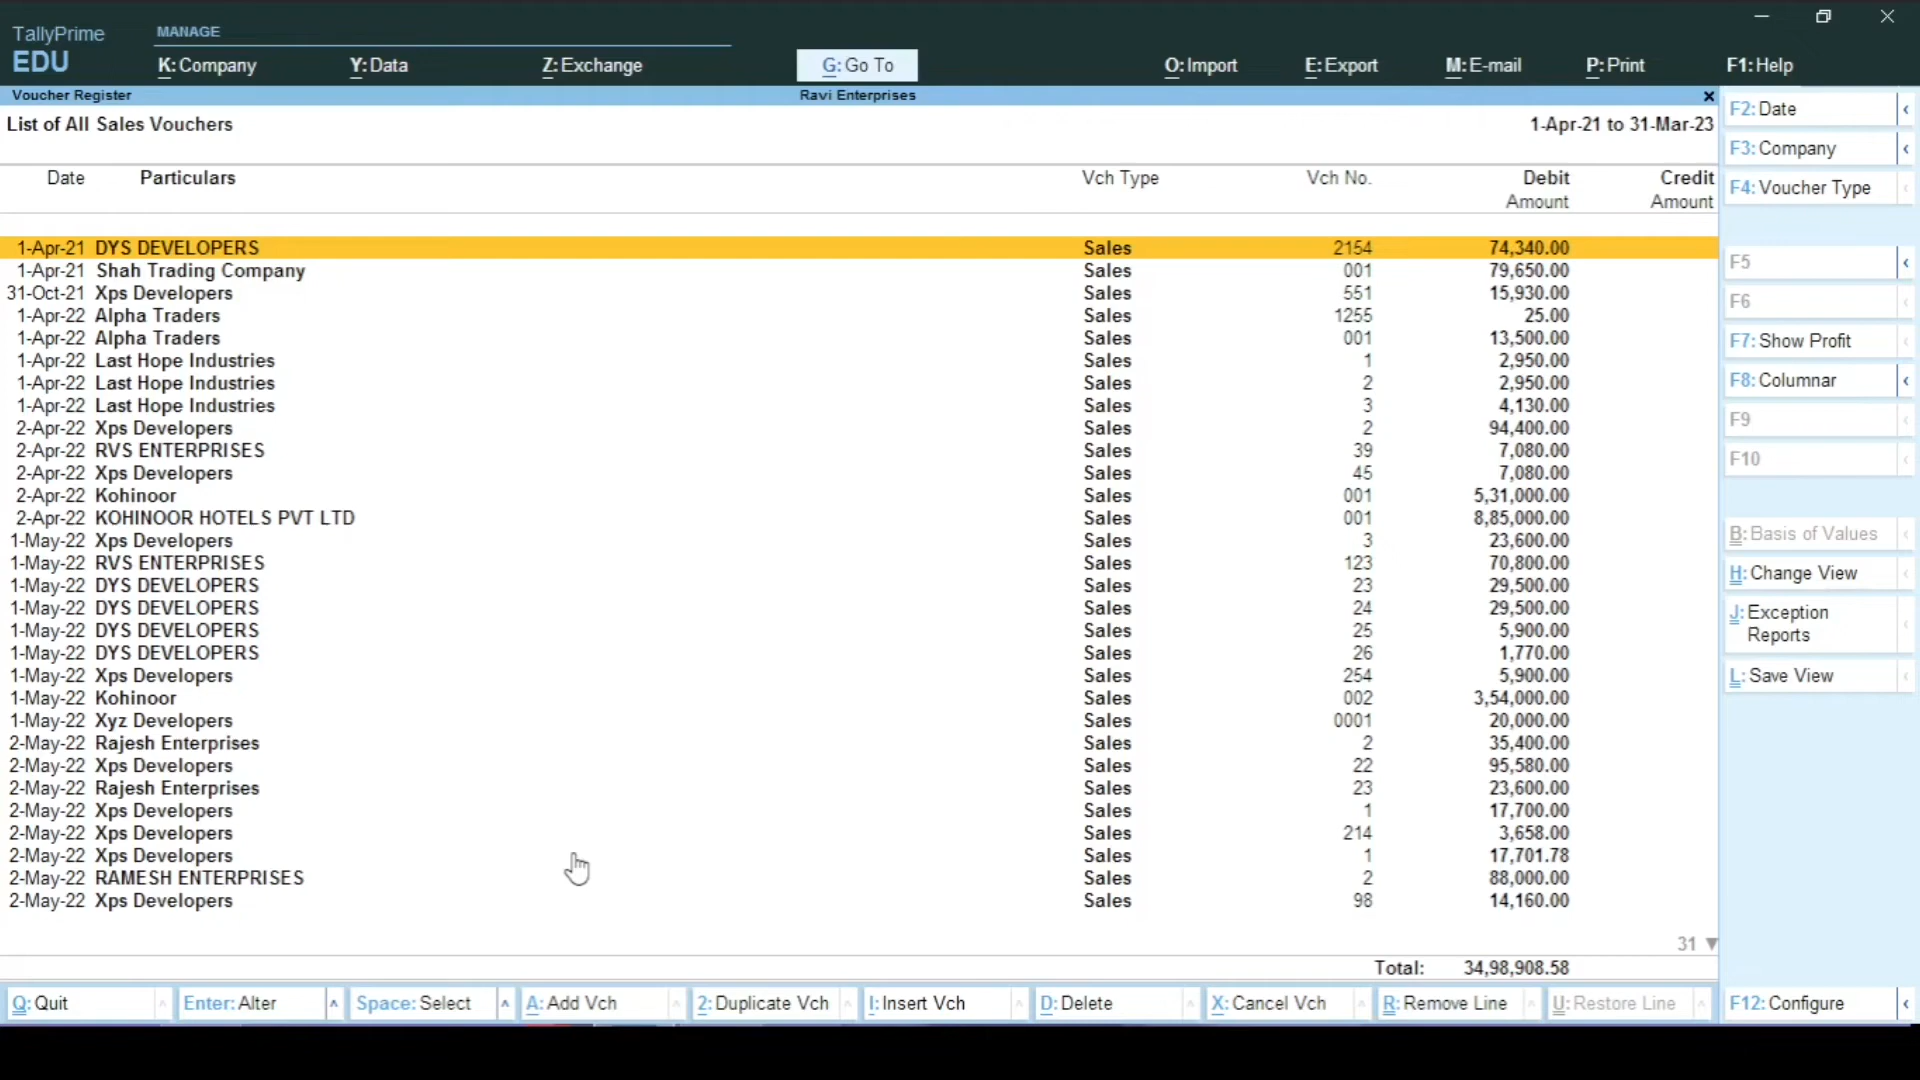 TallyPrime
EDU
MANAGE
K:Company Y:Data Z:Exchange G:Go To O:Import E:Export M:E-mail P:Print F1:Help
Voucher Register Ravi Enterprises
List of All Sales Vouchers 1-Apr-21 to 31-Mar-23
Date Particulars Vch Type Vch No. Debit Credit
Amount Amount
1-Apr-21 DYS DEVELOPERS Sales 2154 74,340.00
1-Apr-21 Shah Trading Company Sales 001 79,650.00
31-Oct-21 Xps Developers Sales 551 15,930.00
1-Apr-22 Alpha Traders Sales 1255 25.00
1-Apr-22 Alpha Traders Sales 001 13,500.00
1-Apr-22 Last Hope Industries Sales 1 2,950.00
1-Apr-22 Last Hope Industries Sales 2 2,950.00
1-Apr-22 Last Hope Industries Sales 3 4,130.00
2-Apr-22 Xps Developers Sales 2 94,400.00
2-Apr-22 RVS ENTERPRISES Sales 39 7,080.00
2-Apr-22 Xps Developers Sales 45 7,080.00
2-Apr-22 Kohinoor Sales 001 5,31,000.00
2-Apr-22 KOHINOOR HOTELS PVT LTD Sales 001 8,85,000.00
1-May-22 Xps Developers Sales 3 23,600.00
1-May-22 RVS ENTERPRISES Sales 123 70,800.00
1-May-22 DYS DEVELOPERS Sales 23 29,500.00
1-May-22 DYS DEVELOPERS Sales 24 29,500.00
1-May-22 DYS DEVELOPERS Sales 25 5,900.00
1-May-22 DYS DEVELOPERS Sales 26 1,770.00
1-May-22 Xps Developers Sales 254 5,900.00
1-May-22 Kohinoor Sales 002 3,54,000.00
1-May-22 Xyz Developers Sales 0001 20,000.00
2-May-22 Rajesh Enterprises Sales 2 35,400.00
2-May-22 Xps Developers Sales 22 95,580.00
2-May-22 Rajesh Enterprises Sales 23 23,600.00
2-May-22 Xps Developers Sales 1 17,700.00
2-May-22 Xps Developers Sales 214 3,658.00
2-May-22 Xps Developers Sales 1 17,701.78
2-May-22 RAMESH ENTERPRISES Sales 2 88,000.00
2-May-22 Xps Developers Sales 98 14,160.00
31 ▼
Total: 34,98,908.58
F2:Date
F3:Company
F4:Voucher Type
F5
F6
F7:Show Profit
F8:Columnar
F9
F10
B:Basis of Values
H:Change View
J:Exception
Reports
L:Save View
Q:Quit Enter:Alter Space:Select A:Add Vch 2:Duplicate Vch I:Insert Vch D:Delete X:Cancel Vch R:Remove Line U:Restore Line F12:Configure